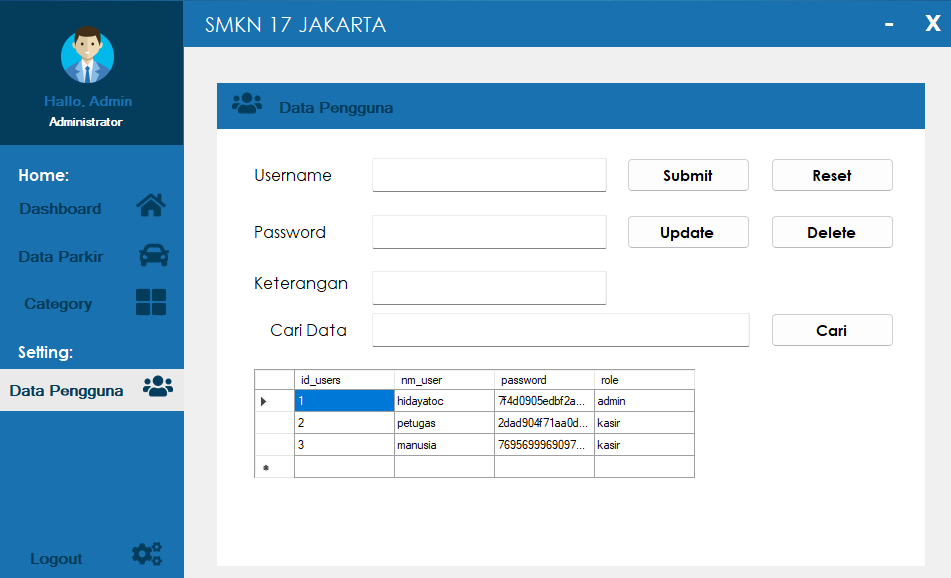 SMKN 17 JAKARTA
- X
Hallo, Admin
Administrator
Home:
Dashboard
Data Parkir
Category
Setting:
Data Pengguna
Logout
Data Pengguna
Username Submit Reset
Password Update Delete
Keterangan
Cari Data Cari
id_users nm_user password role
1 hidayatoc 7f4d0905edbf2a... admin
2 petugas 2dad904f71aa0d... kasir
3 manusia 7695699969097... kasir